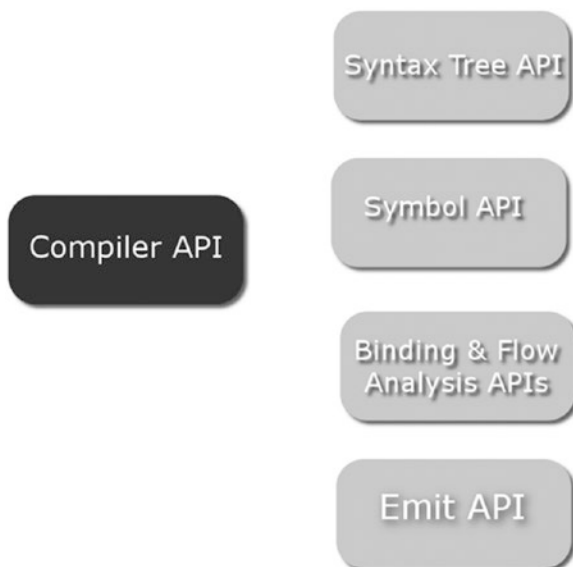 Compiler API
Syntax Tree API
Symbol API
Binding & Flow
Analysis APIs
Emit API